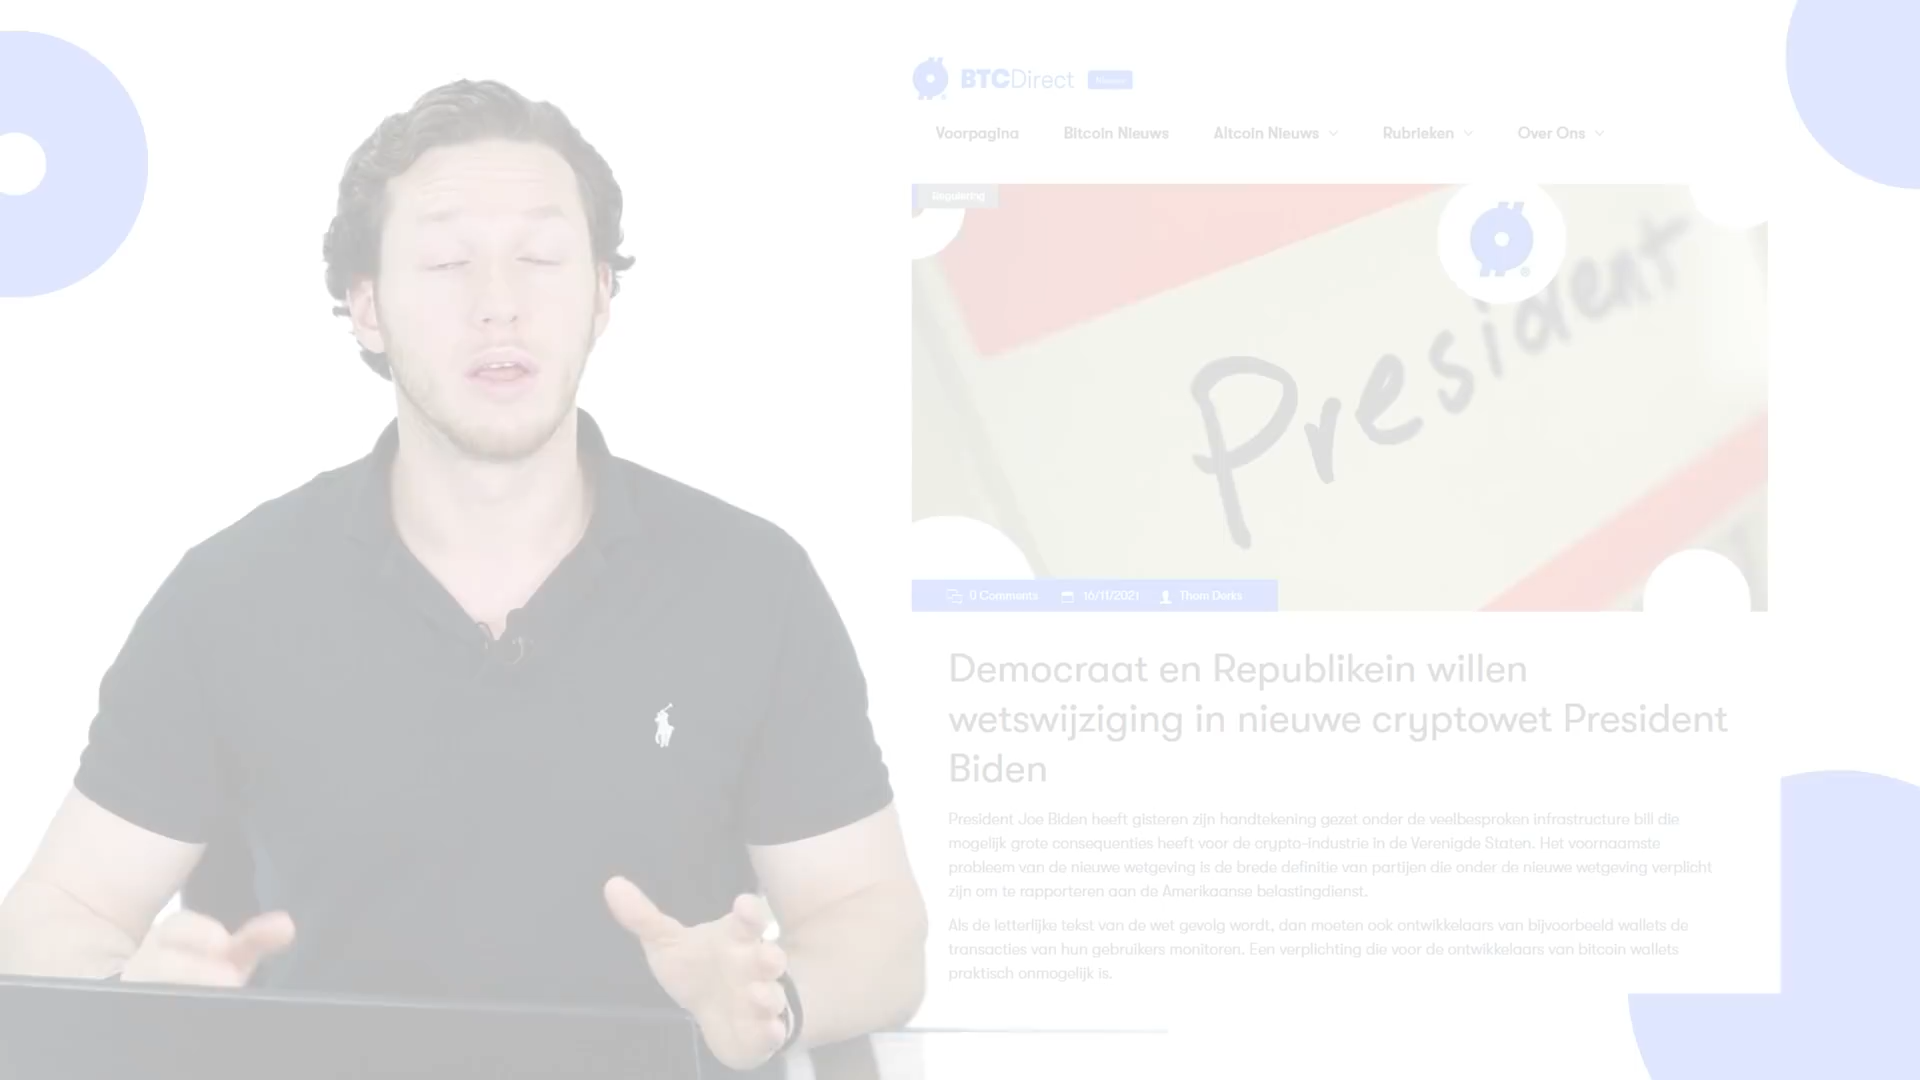 BTCDirect Nieuws
Voorpagina Bitcoin Nieuws Altcoin Nieuws Rubrieken Over Ons
Regulering
President
0 Comments 16/11/2021 Thom Derks
Democraat en Republikein willen
wetswijziging in nieuwe cryptowet President
Biden
President Joe Biden heeft gisteren zijn handtekening gezet onder de veelbesproken infrastructure bill die
mogelijk grote consequenties heeft voor de crypto-industrie in de Verenigde Staten. Het voornaamste
probleem van de nieuwe wetgeving is de brede definitie van partijen die onder de nieuwe wetgeving verplicht
zijn om te rapporteren aan de Amerikaanse belastingdienst.
Als de letterlijke tekst van de wet gevolg wordt, dan moeten ook ontwikkelaars van bijvoorbeeld wallets de
transacties van hun gebruikers monitoren. Een verplichting die voor de ontwikkelaars van bitcoin wallets
praktisch onmogelijk is.